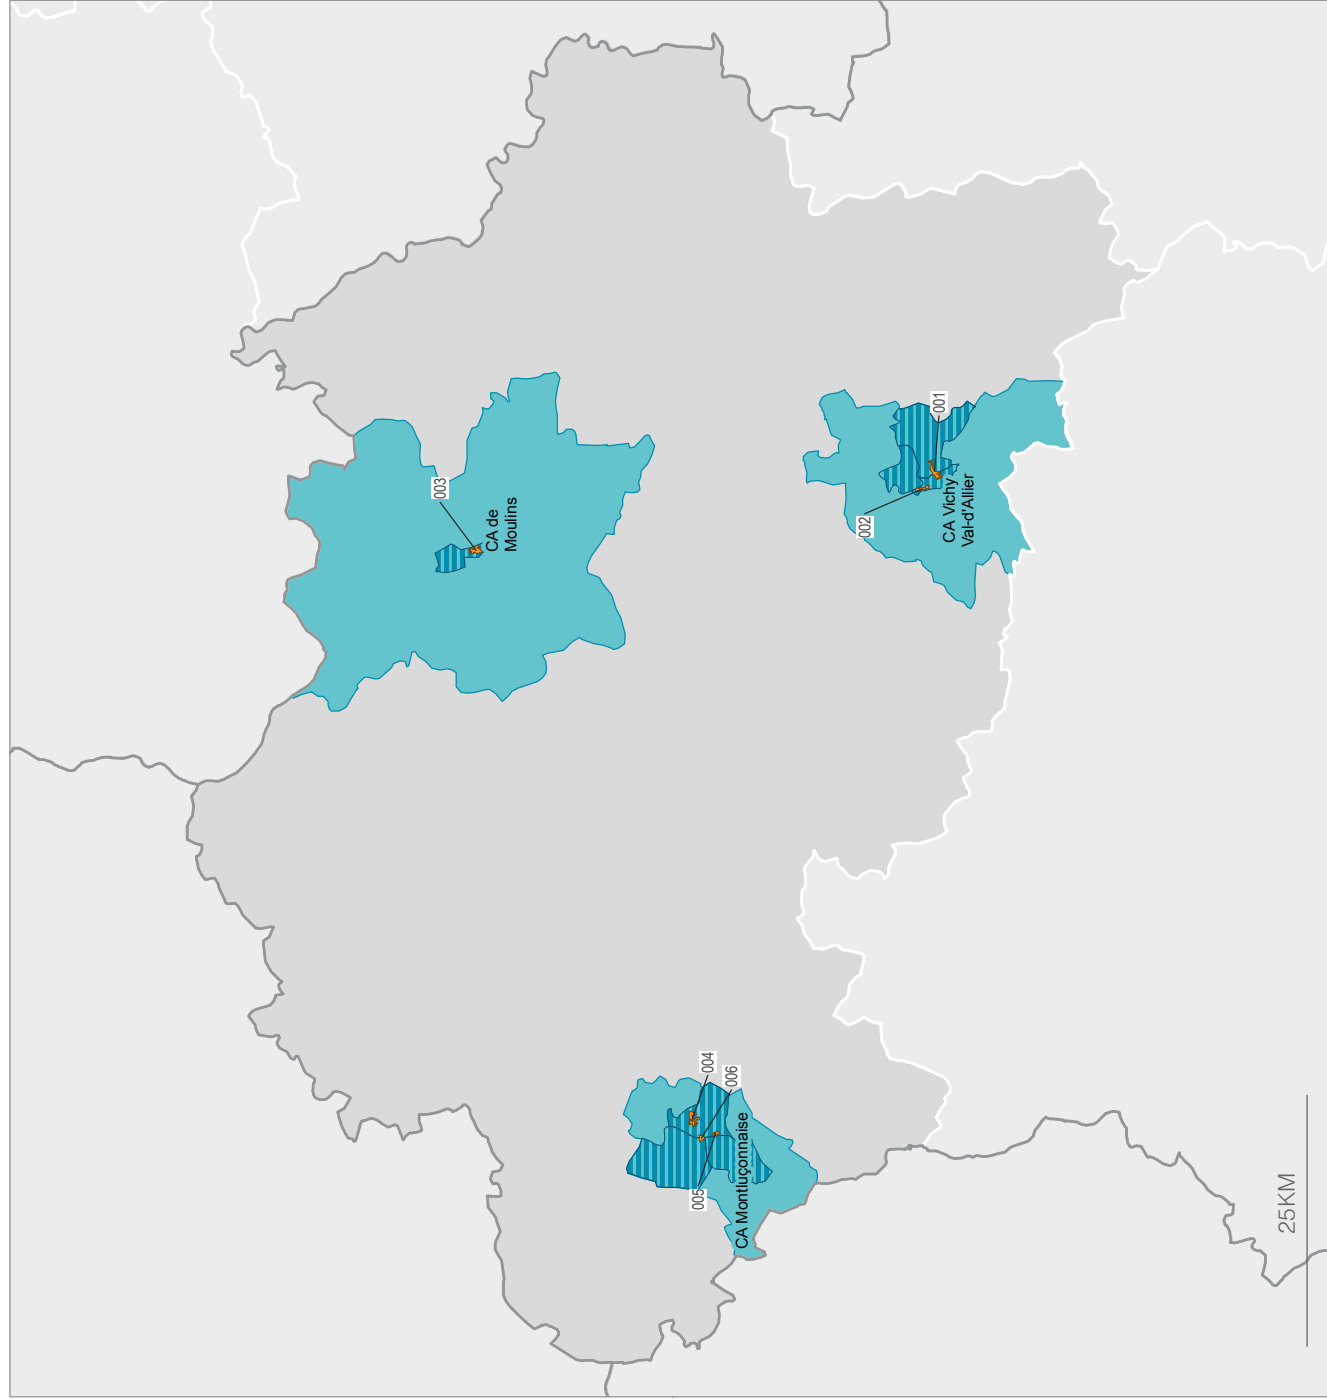 003
CA de
Moulins
001
002
CA Vichy
Val-d'Allier
004
006
005
CA Montluçonnaise
25KM